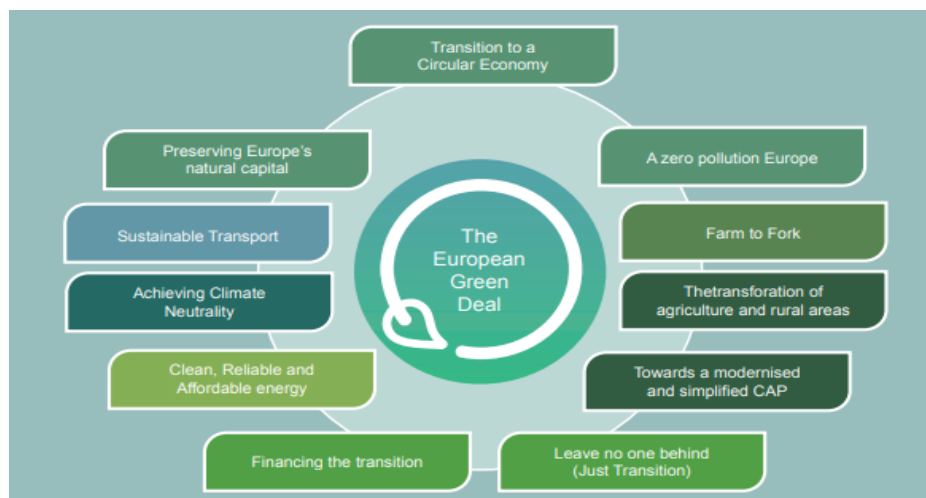 Transition to a
Circular Economy
Preserving Europe's
natural capital
A zero pollution Europe
Sustainable Transport
Farm to Fork
The
European
Green
Deal
Achieving Climate
Neutrality
Thetransforation of
agriculture and rural areas
Clean, Reliable and
Affordable energy
Towards a modernised
and simplified CAP
Financing the transition
Leave no one behind
(Just Transition)